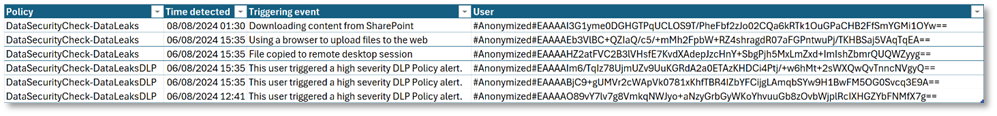 Policy Time detected Triggering event User
DataSecurityCheck-DataLeaks 08/08/2024 01:30 Downloading content from SharePoint #Anonymized#EAAAAI3G1yme0DGHGTPqUCLOS9T/PheFbf2zJo02CQa6kRTk1OuGPaCHB2FfSmYGMi1OYw==
DataSecurityCheck-DataLeaks 06/08/2024 15:35 Using a browser to upload files to the web #Anonymized#EAAAAEb3VlBC+QZIaQ/c5/+mMh2Fpb​W+RZ4shragdR07aFGPntwuPj/TKHBSaj5VAqTqEA==
DataSecurityCheck-DataLeaks 06/08/2024 15:35 File copied to remote desktop session #Anonymized#EAAAAHZ2atFVC2B3lVHsfE7KvdXAdepJzcHnY+SbgPjh5MxLmZxd+ImIshZbmrQUQWZyyg==
DataSecurityCheck-DataLeaksDLP 06/08/2024 15:35 This user triggered a high severity DLP Policy alert. #Anonymized#EAAAAIm6/TqIz78UjmUZv9UuKGRdA2a0ETAzKHDCi4Ptj/+w6hMt+2sWXQwQvTnncNVgyQ==
DataSecurityCheck-DataLeaksDLP 06/08/2024 15:35 This user triggered a high severity DLP Policy alert. #Anonymized#EAAAABjC9+gUMVr2cWApVk0781xKhfTBR4lZbYFCijgLAmqbSYw9H1BwFM5OG0Svcq3E9A==
DataSecurityCheck-DataLeaksDLP 06/08/2024 12:41 This user triggered a high severity DLP Policy alert. #Anonymized#EAAAAO89vY7lv7g8VmkqNWJyo+aNzyGrbGyWKoYhvuuGb8zOvbWjplRcIXHGZYbFNMfX7g==